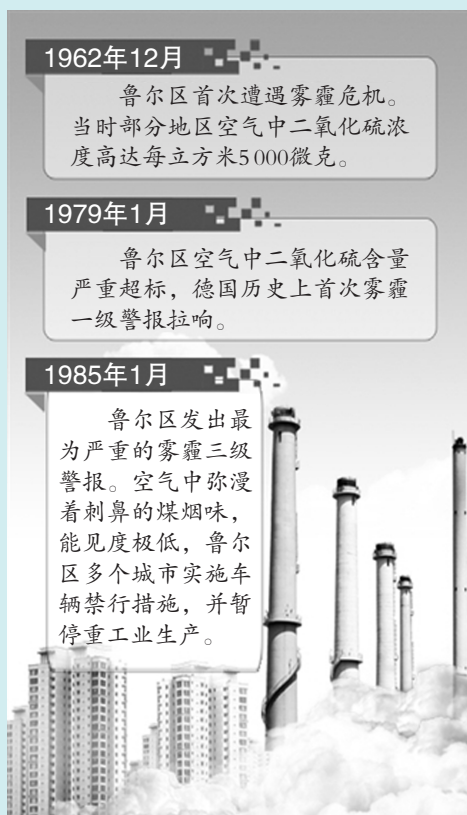 1962年12月
鲁尔区首次遭遇雾霾危机。
当时部分地区空气中二氧化硫浓
度高达每立方米5 000微克。
1979年1月
鲁尔区空气中二氧化硫含量
严重超标，德国历史上首次雾霾
一级警报拉响。
1985年1月
鲁尔区发出最
为严重的雾霾三级
警报。空气中弥漫
着刺鼻的煤烟味，
能见度极低，鲁尔
区多个城市实施车
辆禁行措施，并暂
停重工业生产。